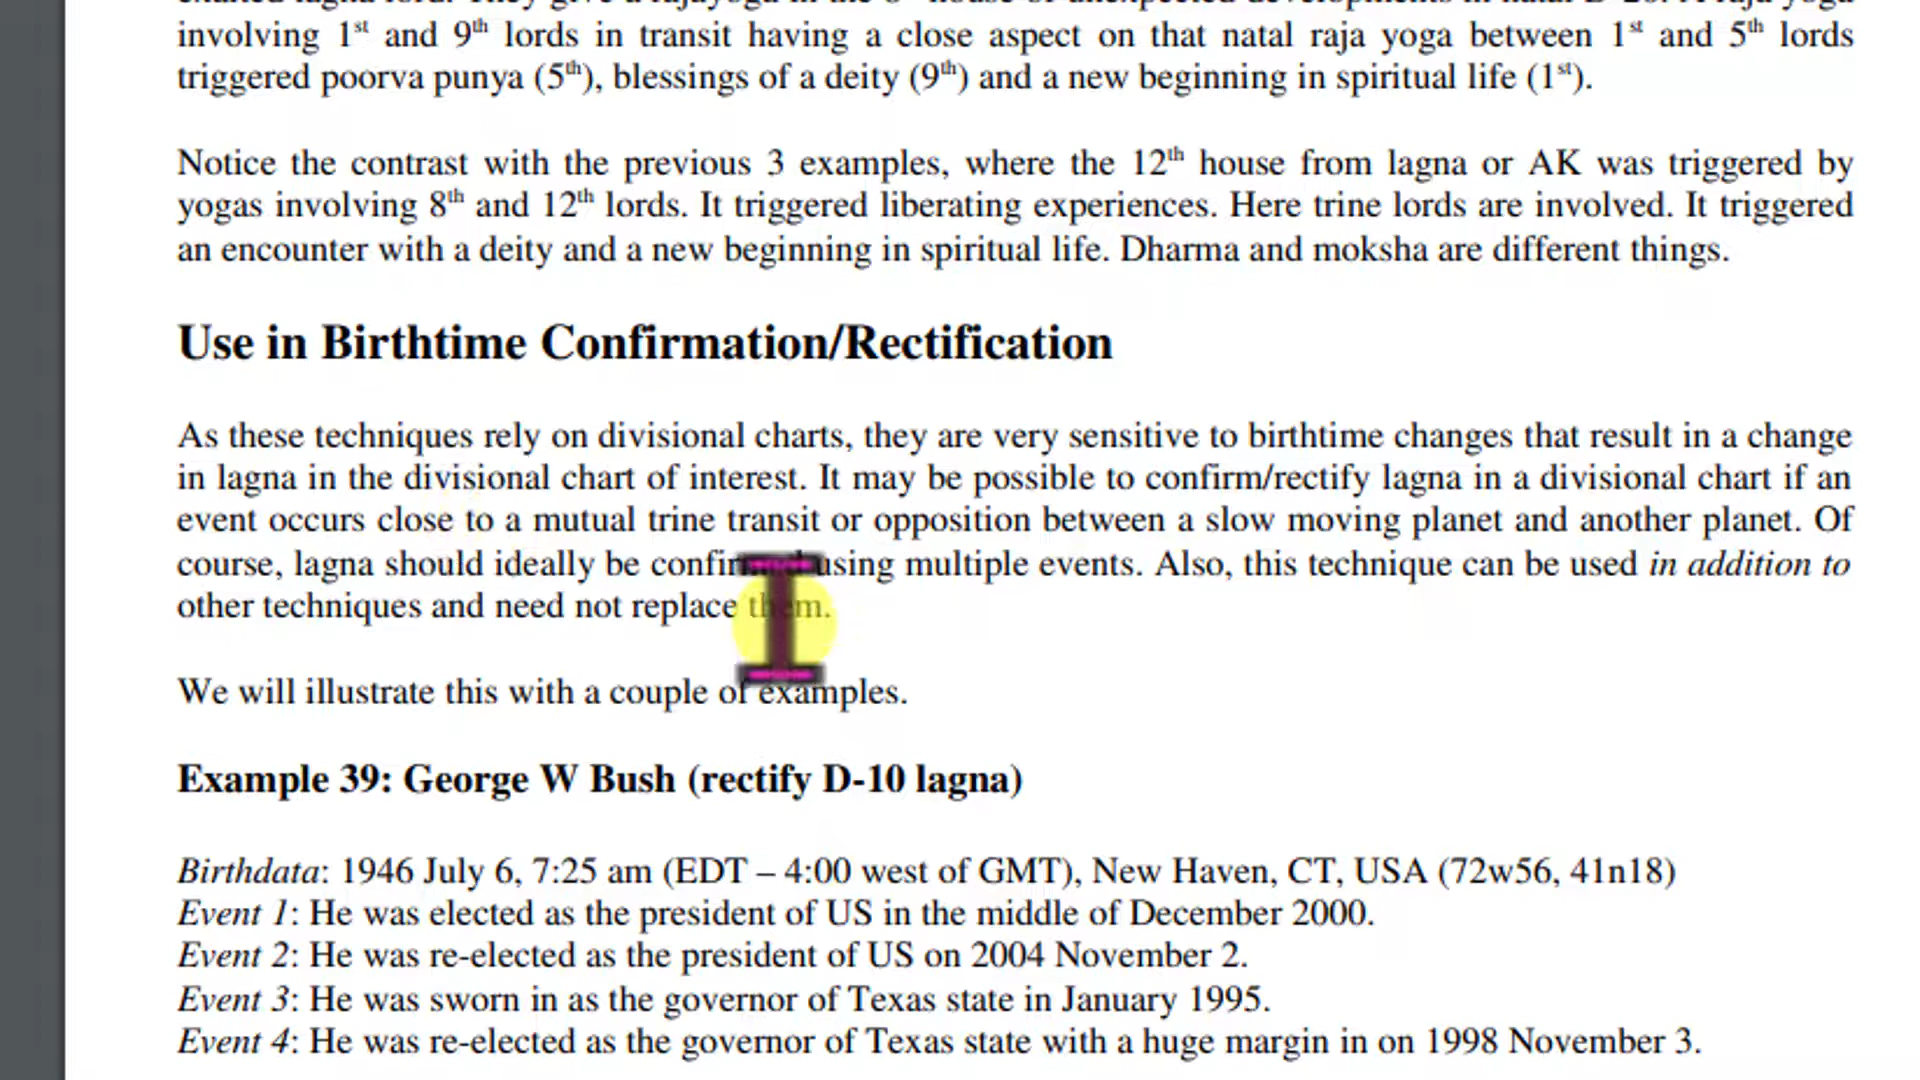 involving 1st and 9th lords in transit having a close aspect on that natal raja yoga between 1st and 5th lords
triggered poorva punya (5th), blessings of a deity (9th) and a new beginning in spiritual life (1st).
Notice the contrast with the previous 3 examples, where the 12th house from lagna or AK was triggered by
yogas involving 8th and 12th lords. It triggered liberating experiences. Here trine lords are involved. It triggered
an encounter with a deity and a new beginning in spiritual life. Dharma and moksha are different things.
Use in Birthtime Confirmation/Rectification
As these techniques rely on divisional charts, they are very sensitive to birthtime changes that result in a change
in lagna in the divisional chart of interest. It may be possible to confirm/rectify lagna in a divisional chart if an
event occurs close to a mutual trine transit or opposition between a slow moving planet and another planet. Of
course, lagna should ideally be using multiple events. Also, this technique can be used in addition to
other techniques and need not replace them.
We will illustrate this with a couple of examples.
Example 39: George W Bush (rectify D-10 lagna)
Birthdata: 1946 July 6, 7:25 am (EDT – 4:00 west of GMT), New Haven, CT, USA (72w56, 41n18)
Event 1: He was elected as the president of US in the middle of December 2000.
Event 2: He was re-elected as the president of US on 2004 November 2.
Event 3: He was sworn in as the governor of Texas state in January 1995.
Event 4: He was re-elected as the governor of Texas state with a huge margin in on 1998 November 3.